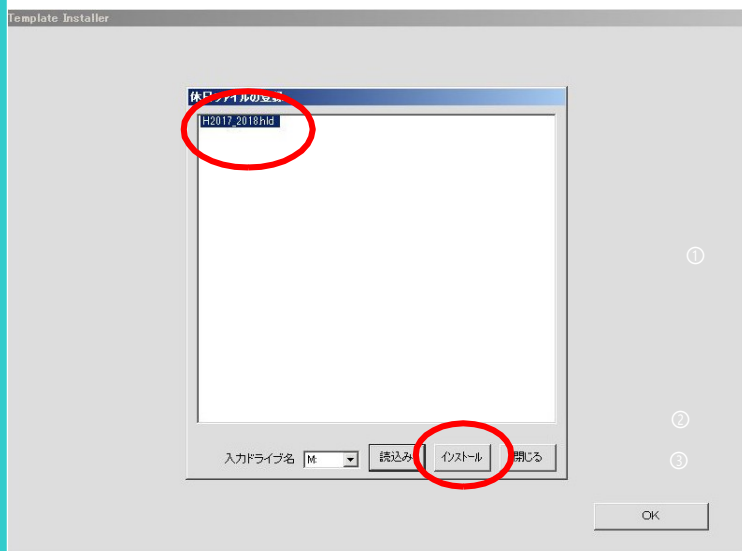 Template Installer
休日ファイルの登録
H2017_2018.hld
①
②
入力ドライブ名 M: 読込み インストール 閉じる
③
OK